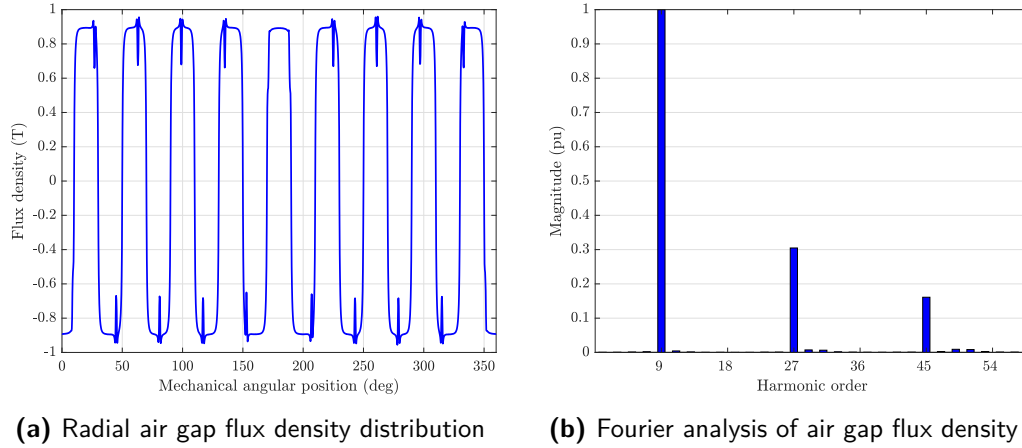 Flux density (T)
1
0.8
0.6
0.4
0.2
0
-0.2
-0.4
-0.6
-0.8
-1
0 50 100 150 200 250 300 350
Mechanical angular position (deg)
(a) Radial air gap flux density distribution
Magnitude (pu)
1
0.9
0.8
0.7
0.6
0.5
0.4
0.3
0.2
0.1
0
9 18 27 36 45 54
Harmonic order
(b) Fourier analysis of air gap flux density